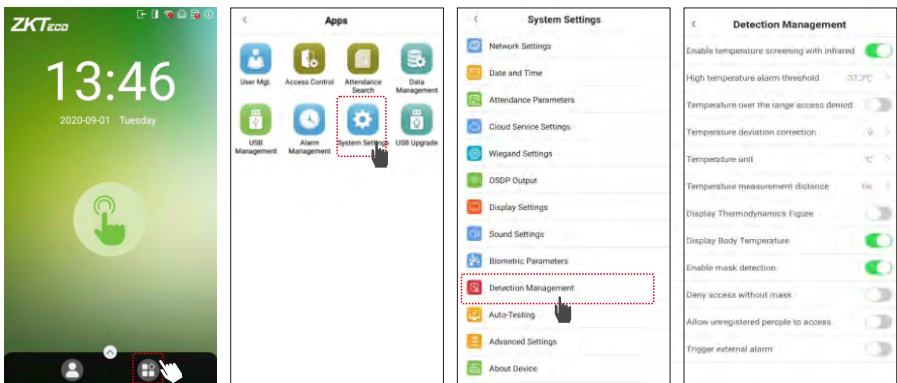 ZKTECO
13:46
2020-09-01 Tuesday
Apps
User Mgt.
Access Control
Attendance
Search
Data
Management
USB
Management
Alarm
Management
System Settings
USB Upgrade
System Settings
Network Settings
Date and Time
Attendance Parameters
Cloud Service Settings
Wiegand Settings
OSDP Output
Display Settings
Sound Settings
Biometric Parameters
Detection Management
Auto-Testing
Advanced Settings
About Device
Detection Management
Enable temperature screening with infrared
High temperature alarm threshold 37.3℃
Temperature over the range access denied
Temperature deviation correction 0
Temperature unit ℃
Temperature measurement distance Far
Display Thermodynamics Figure
Display Body Temperature
Enable mask detection
Deny access without mask
Allow unregistered perople to access
Trigger external alarm